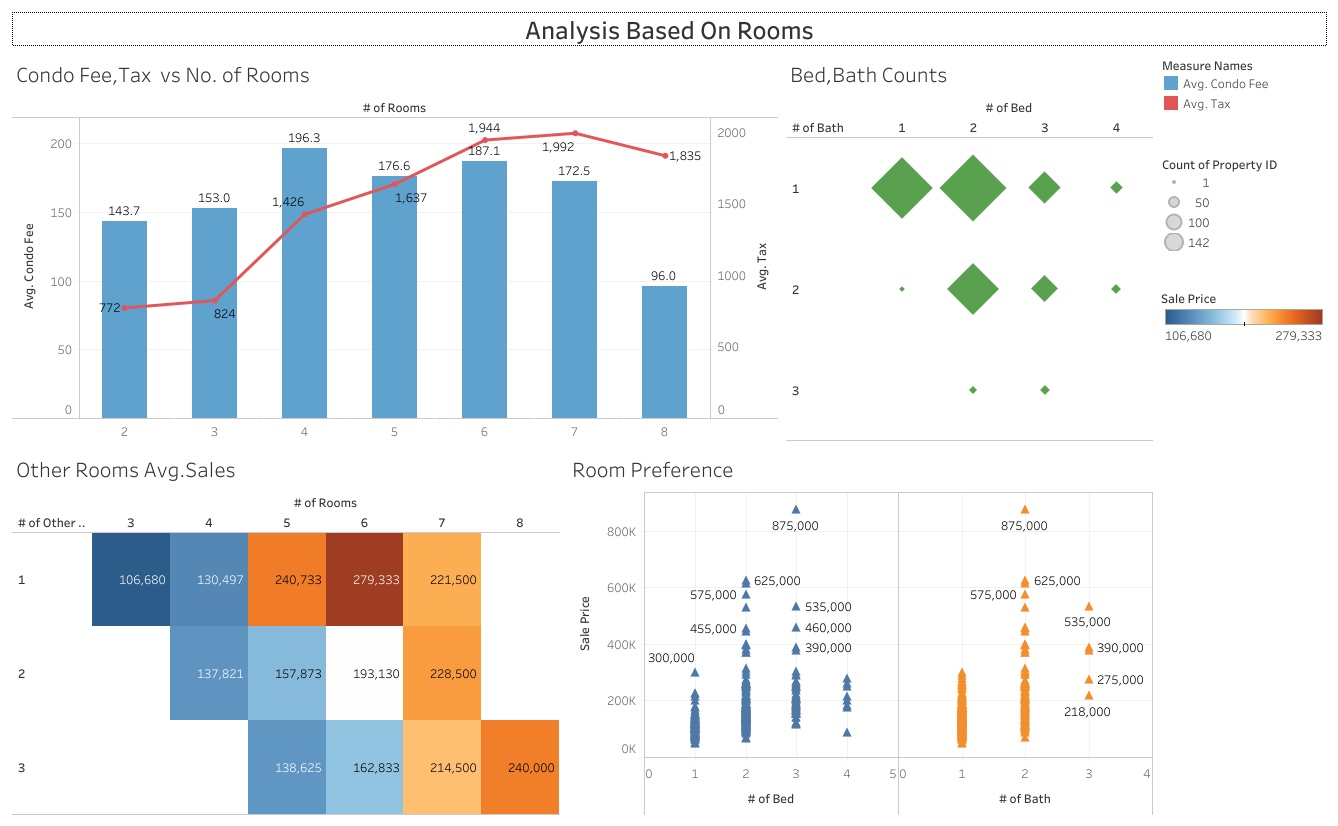 Analysis Based On Rooms
Condo Fee,Tax  vs No. of Rooms
# of Rooms
200
150
100
50
0
Avg. Condo Fee
143.7
153.0
196.3
176.6
187.1
172.5
96.0
772
824
1,426
1,637
1,944
1,992
1,835
2000
1500
1000
500
0
Avg. Tax
2 3 4 5 6 7 8
Bed,Bath Counts
# of Bed
# of Bath 1 2 3 4
1
2
3
Measure Names
Avg. Condo Fee
Avg. Tax
Count of Property ID
1
50
100
142
Sale Price
106,680 279,333
Other Rooms Avg.Sales
# of Rooms
# of Other .. 3 4 5 6 7 8
1 106,680 130,497 240,733 279,333 221,500
2 137,821 157,873 193,130 228,500
3 138,625 162,833 214,500 240,000
Room Preference
Sale Price
800K
600K
400K
200K
0K
875,000
625,000
575,000
535,000
455,000
460,000
390,000
300,000
0 1 2 3 4 5
# of Bed
875,000
625,000
575,000
535,000
390,000
275,000
218,000
0 1 2 3 4
# of Bath